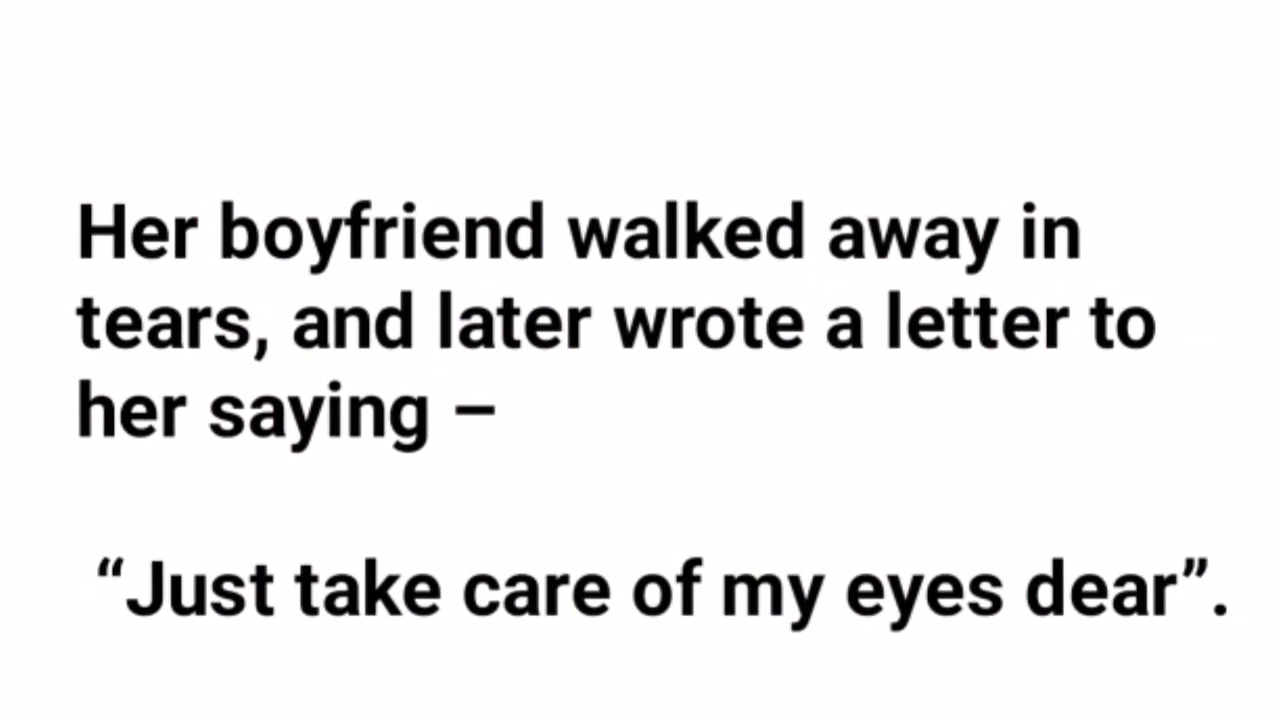 Her boyfriend walked away in
tears, and later wrote a letter to
her saying –
“Just take care of my eyes dear”.